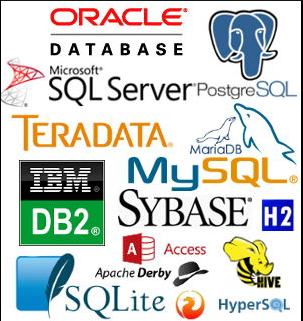 ORACLE®
DATABASE
Microsoft®
SQL Server®
PostgreSQL
TERADATA®
MariaDB
MySQL®
IBM
DB2®
SYBASE®
H2
A Access
Apache Derby
HIVE
SQLite
HyperSQL